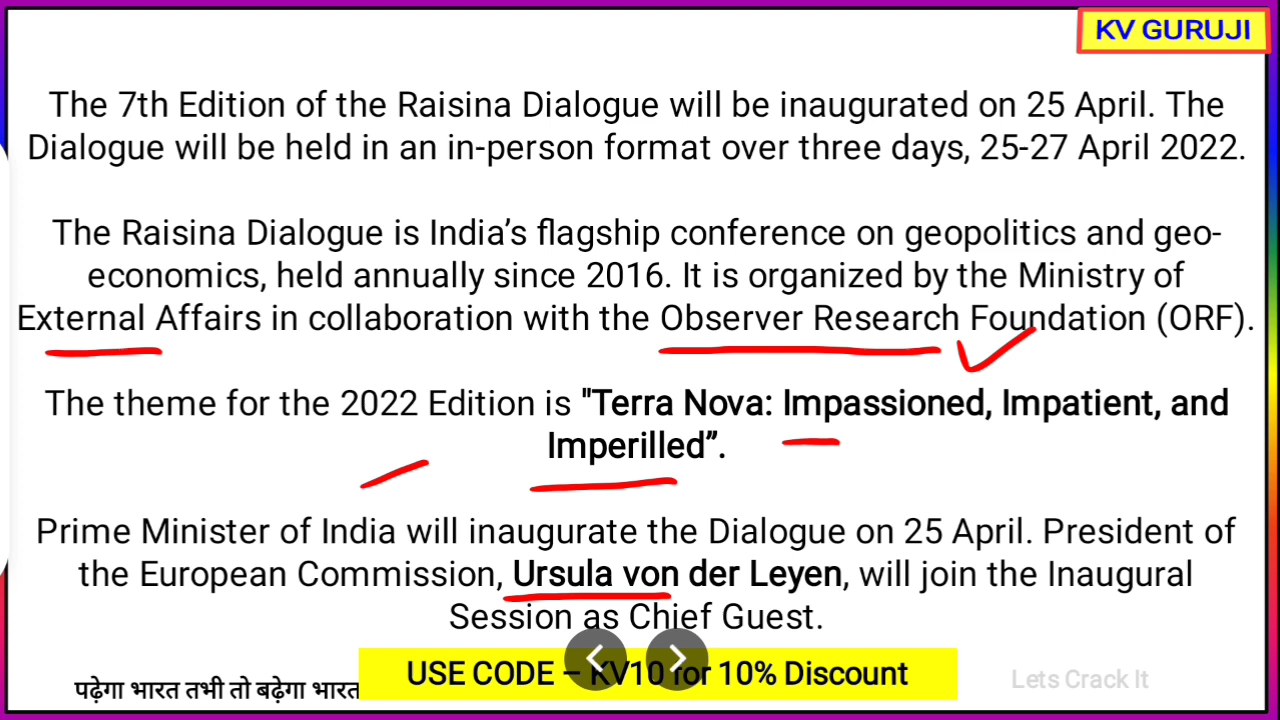 KV GURUJI
The 7th Edition of the Raisina Dialogue will be inaugurated on 25 April. The
Dialogue will be held in an in-person format over three days, 25-27 April 2022.
The Raisina Dialogue is India’s flagship conference on geopolitics and geo-
economics, held annually since 2016. It is organized by the Ministry of
External Affairs in collaboration with the Observer Research Foundation (ORF).
The theme for the 2022 Edition is "Terra Nova: Impassioned, Impatient, and
Imperilled”.
Prime Minister of India will inaugurate the Dialogue on 25 April. President of
the European Commission, Ursula von der Leyen, will join the Inaugural
Session as Chief Guest.
USE CODE – KV10 for 10% Discount
पढ़ेगा भारत तभी तो बढ़ेगा भारत
Lets Crack It